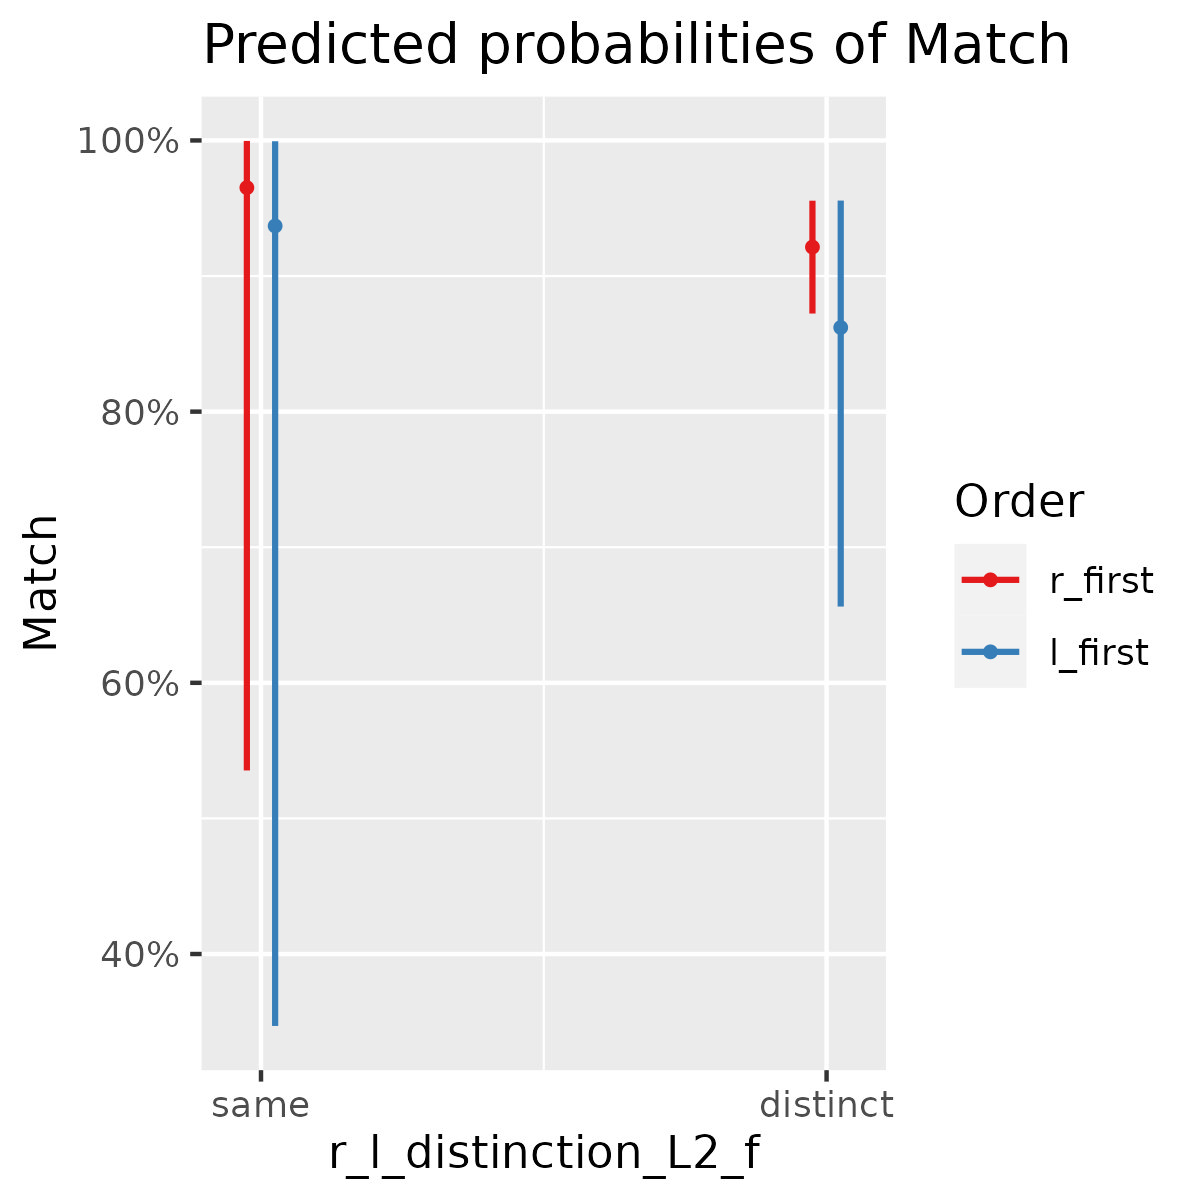 Predicted probabilities of Match
100%
80%
60%
40%
Match
same
distinct
r_l_distinction_L2_f
Order
r_first
l_first